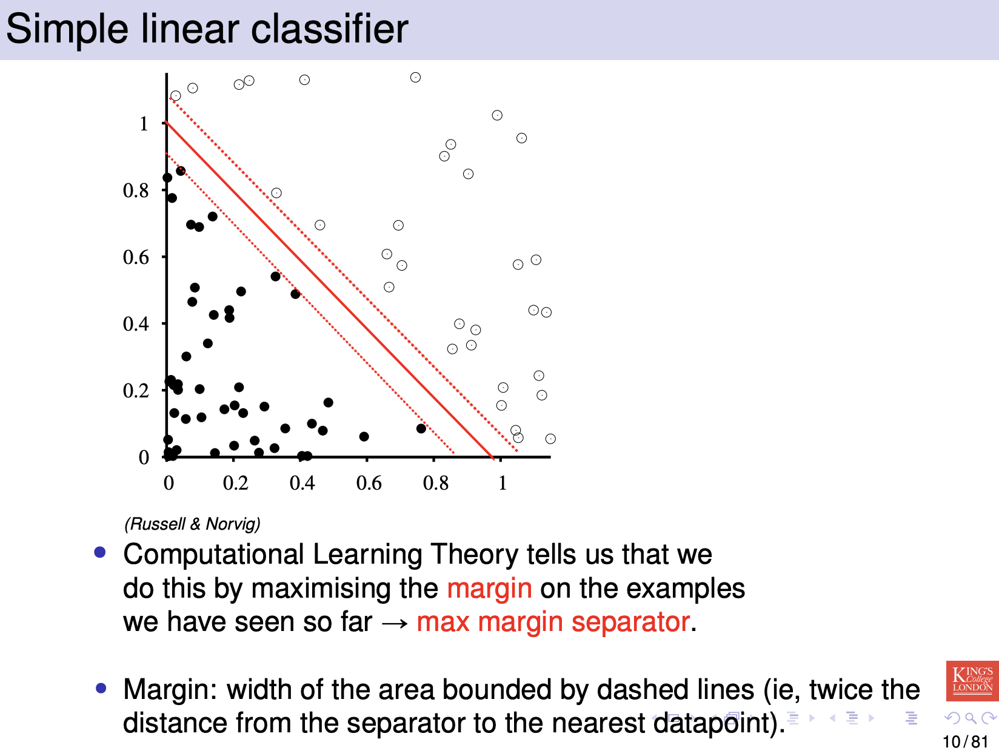 Simple linear classifier
1
0.8
0.6
0.4
0.2
0
0 0.2 0.4 0.6 0.8 1
(Russell & Norvig)
• Computational Learning Theory tells us that we
do this by maximising the margin on the examples
we have seen so far → max margin separator.
• Margin: width of the area bounded by dashed lines (ie, twice the
distance from the separator to the nearest datapoint).
KING'S
College
LONDON
10 / 81